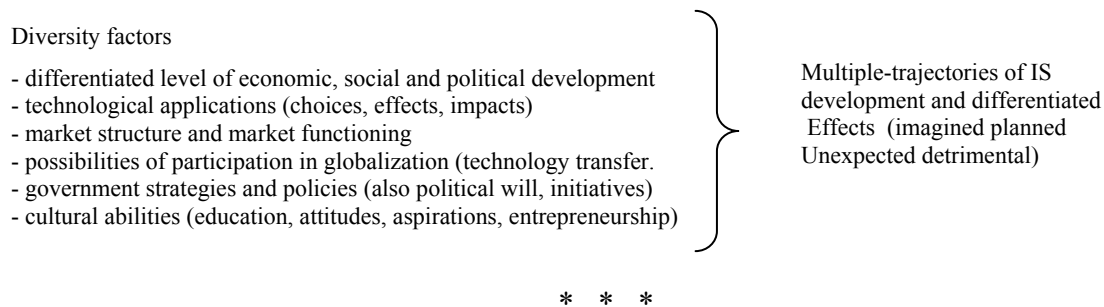 Diversity factors
- differentiated level of economic, social and political development
- technological applications (choices, effects, impacts)
- market structure and market functioning
- possibilities of participation in globalization (technology transfer.
- government strategies and policies (also political will, initiatives)
- cultural abilities (education, attitudes, aspirations, entrepreneurship)
Multiple-trajectories of IS
development and differentiated
Effects (imagined planned
Unexpected detrimental)
* * *